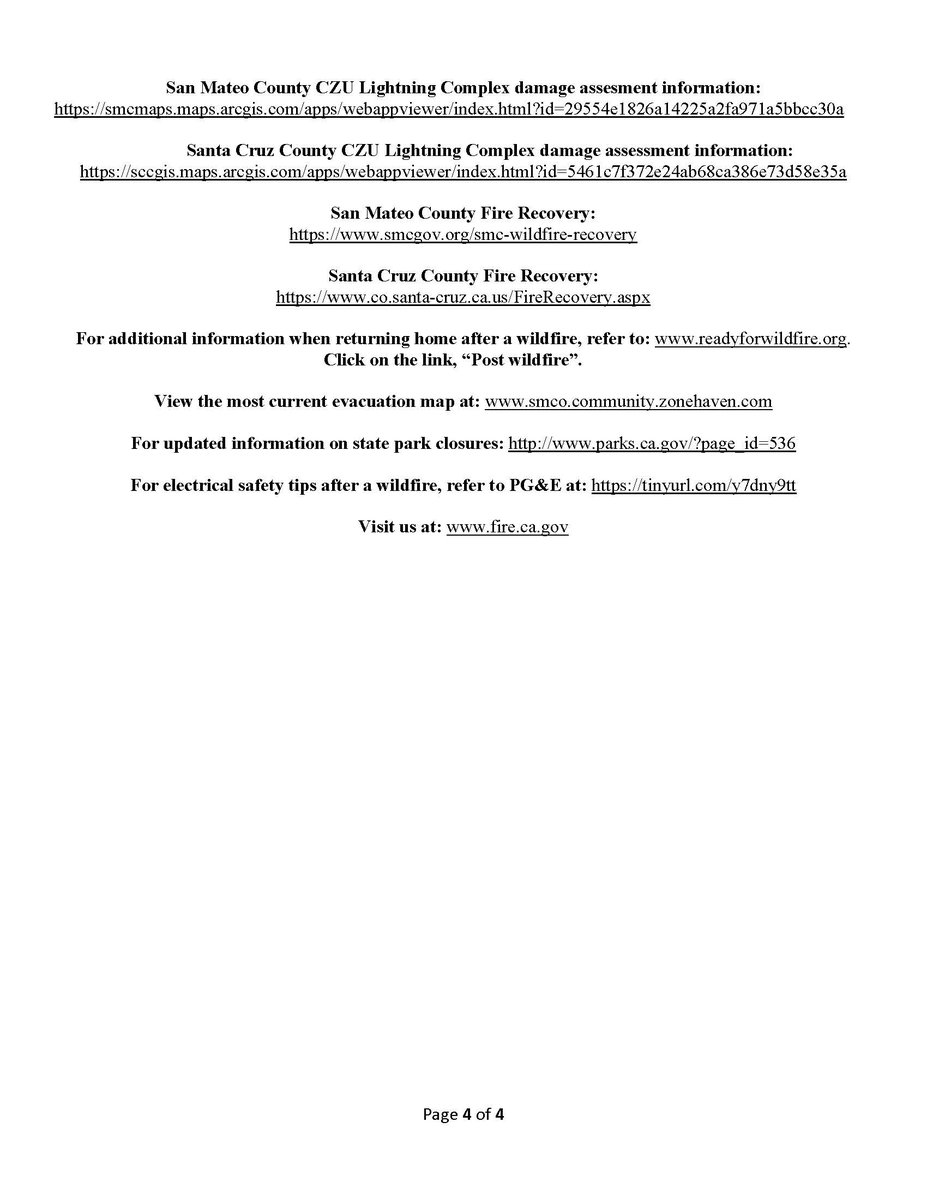 San Mateo County CZU Lightning Complex damage assesment information:
https://smcmaps.maps.arcgis.com/apps/webappviewer/index.html?id=29554e1826a14225a2fa971a5bbcc30a
Santa Cruz County CZU Lightning Complex damage assessment information:
https://sccgis.maps.arcgis.com/apps/webappviewer/index.html?id=5461c7f372e24ab68ca386e73d58e35a
San Mateo County Fire Recovery:
https://www.smcgov.org/smc-wildfire-recovery
Santa Cruz County Fire Recovery:
https://www.co.santa-cruz.ca.us/FireRecovery.aspx
For additional information when returning home after a wildfire, refer to: www.readyforwildfire.org.
Click on the link, “Post wildfire”.
View the most current evacuation map at: www.smco.community.zonehaven.com
For updated information on state park closures: http://www.parks.ca.gov/?page_id=536
For electrical safety tips after a wildfire, refer to PG&E at: https://tinyurl.com/y7dny9tt
Visit us at: www.fire.ca.gov
Page 4 of 4